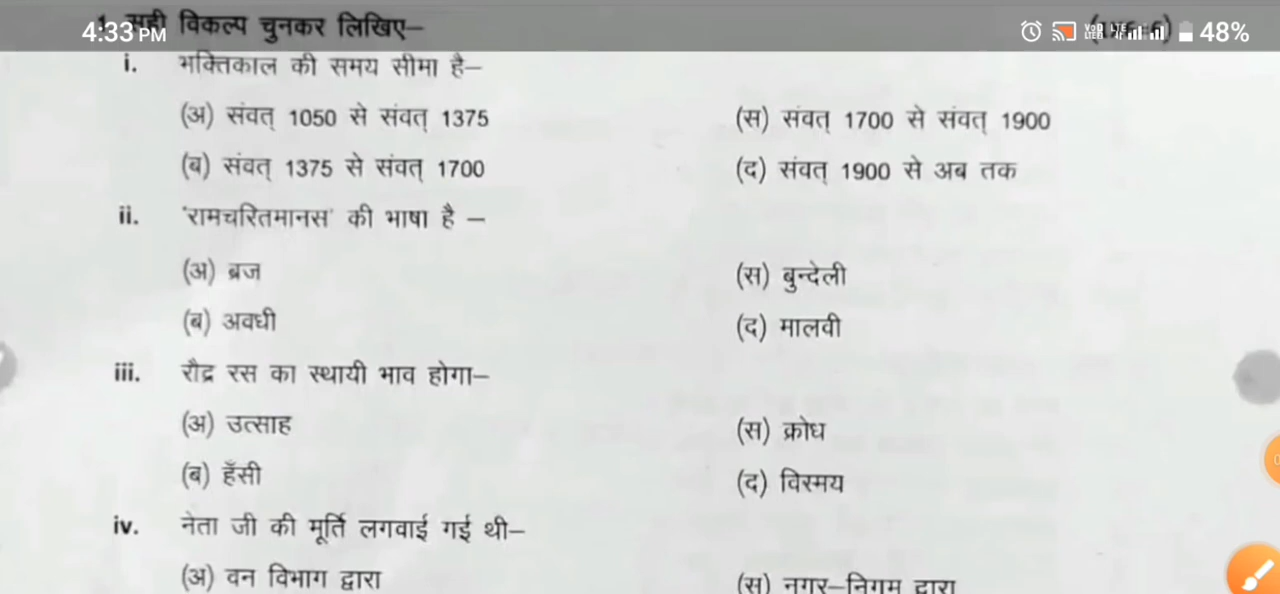 4:33 PM 48%
सही विकल्प चुनकर लिखिए–
i. भक्तिकाल की समय सीमा है–
(अ) संवत् 1050 से संवत् 1375 (स) संवत् 1700 से संवत् 1900
(ब) संवत् 1375 से संवत् 1700 (द) संवत् 1900 से अब तक
ii. 'रामचरितमानस' की भाषा है –
(अ) ब्रज (स) बुन्देली
(ब) अवधी (द) मालवी
iii. रौद्र रस का स्थायी भाव होगा–
(अ) उत्साह (स) क्रोध
(ब) हँसी (द) विस्मय
iv. नेता जी की मूर्ति लगवाई गई थी–
(अ) वन विभाग द्वारा (स) नगर–निगम द्वारा